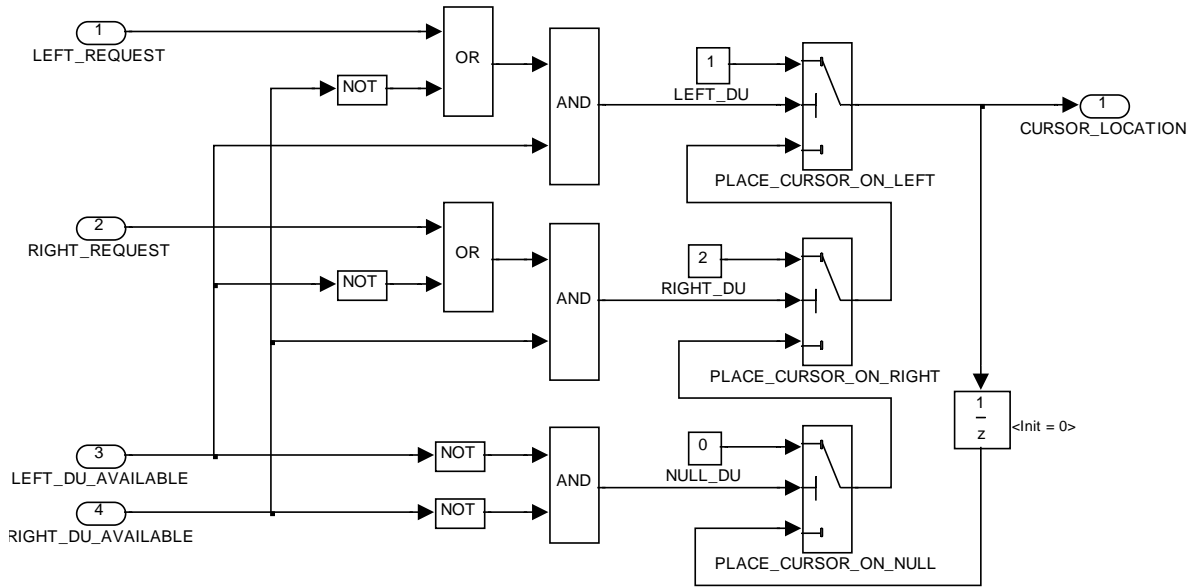 1
LEFT_REQUEST
OR
NOT
AND
1
LEFT_DU
PLACE_CURSOR_ON_LEFT
1
CURSOR_LOCATION
2
RIGHT_REQUEST
OR
NOT
AND
2
RIGHT_DU
PLACE_CURSOR_ON_RIGHT
1
z
<Init = 0>
3
LEFT_DU_AVAILABLE
NOT
AND
0
NULL_DU
4
RIGHT_DU_AVAILABLE
NOT
PLACE_CURSOR_ON_NULL